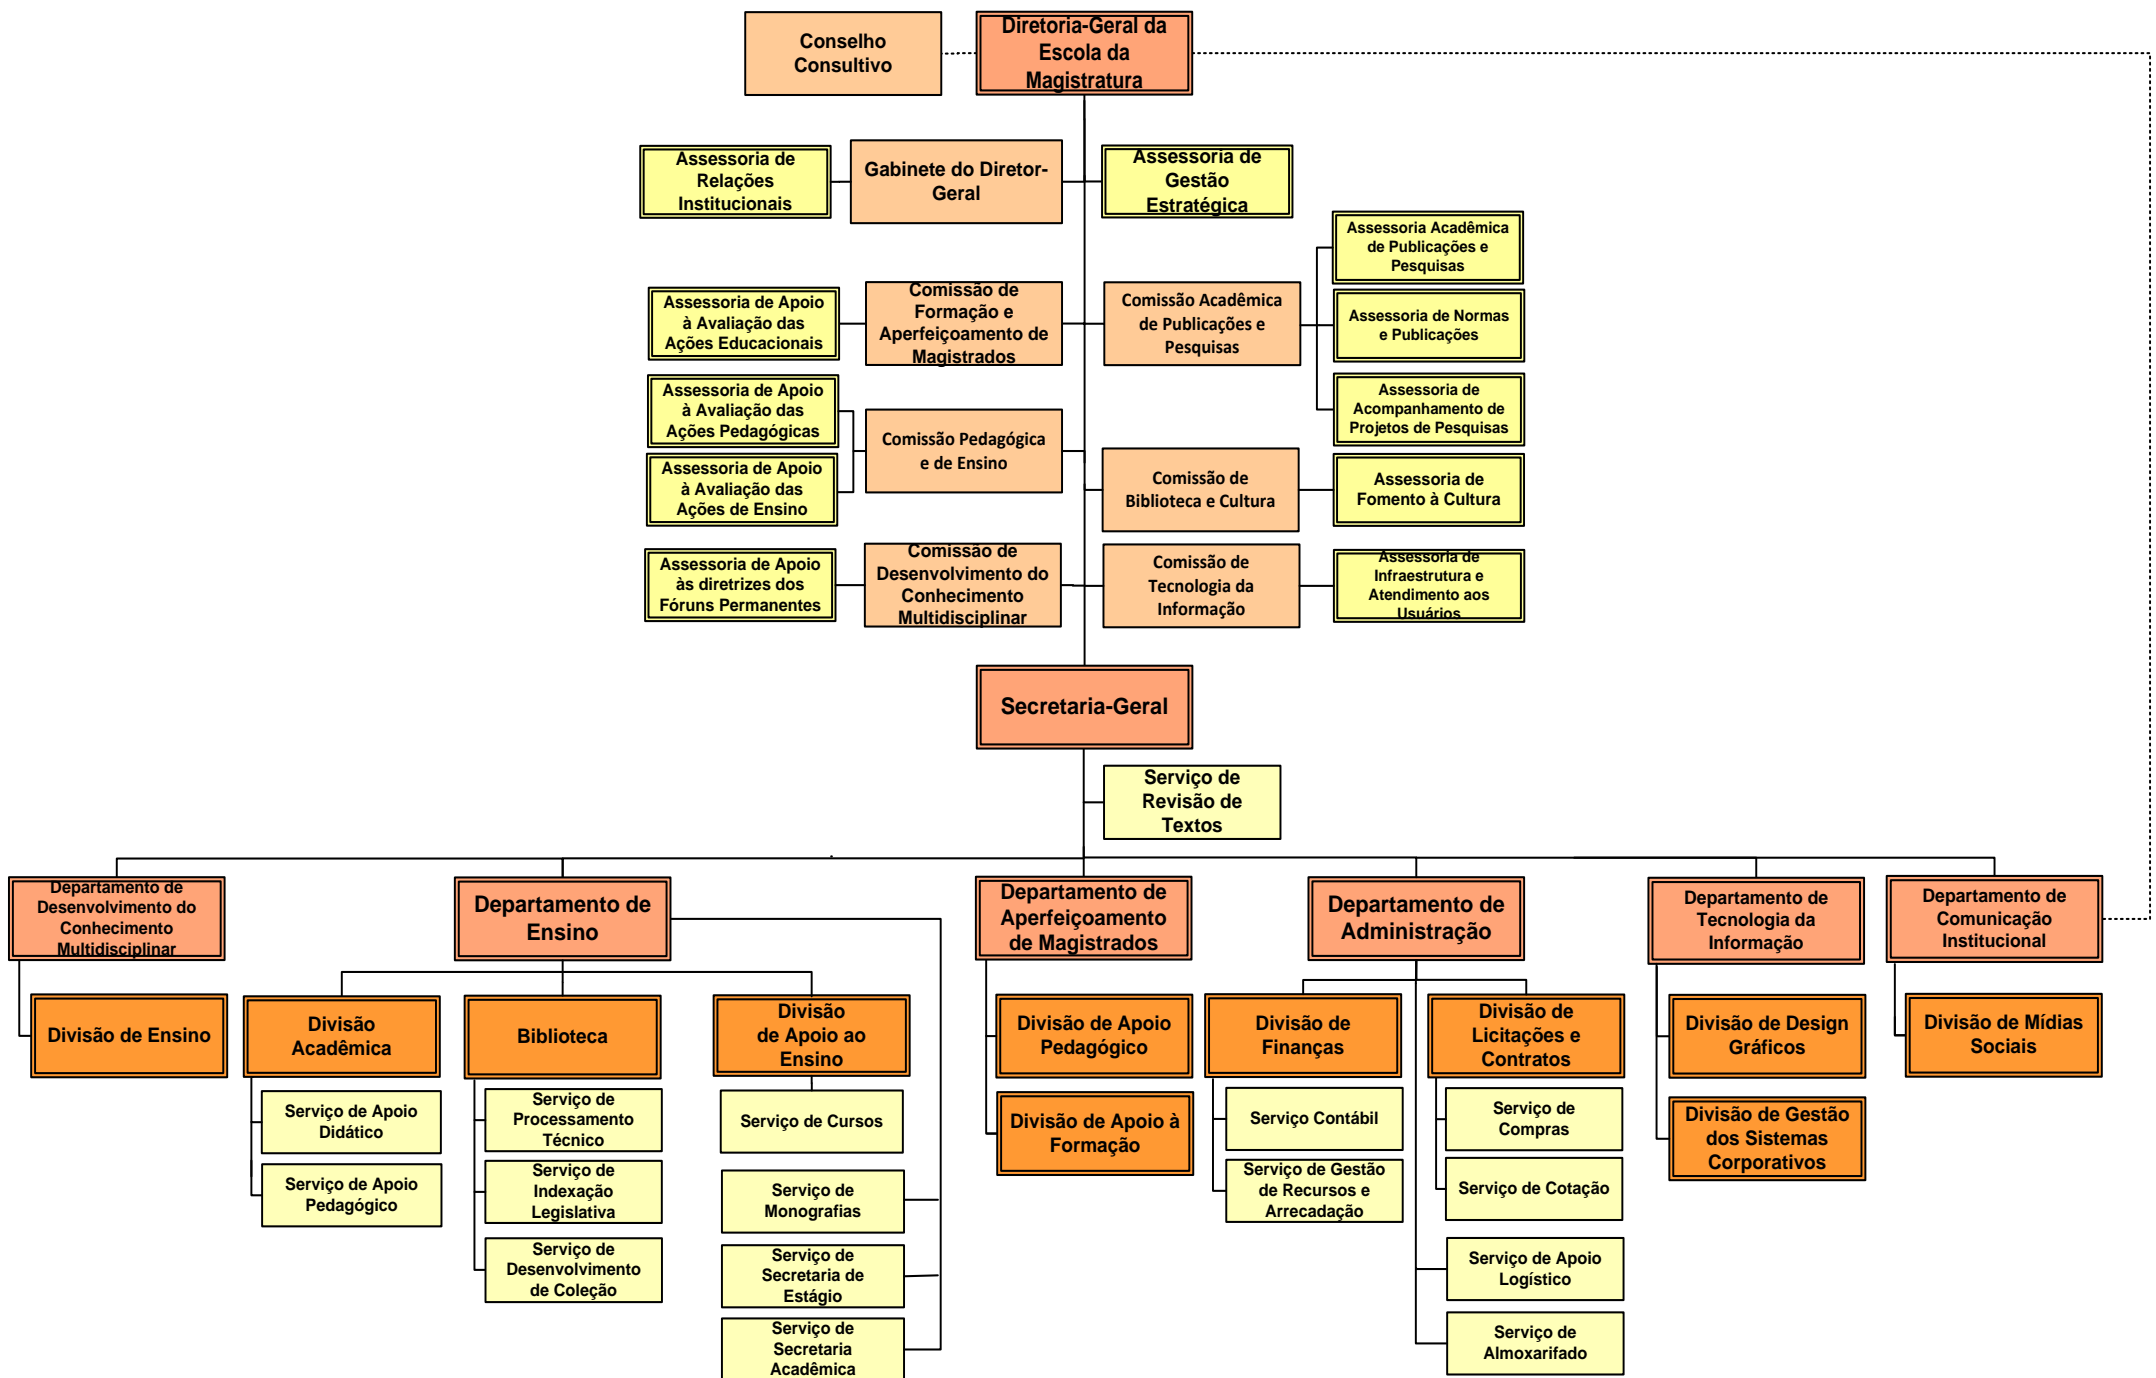 Conselho
Consultivo
Diretoria-Geral da
Escola da
Magistratura
Assessoria de
Relações
Institucionais
Gabinete do Diretor-
Geral
Assessoria de
Gestão
Estratégica
Assessoria Acadêmica
de Publicações e
Pesquisas
Assessoria de Apoio
à Avaliação das
Ações Educacionais
Comissão de
Formação e
Aperfeiçoamento de
Magistrados
Comissão Acadêmica
de Publicações e
Pesquisas
Assessoria de Normas
e Publicações
Assessoria de
Acompanhamento de
Projetos de Pesquisas
Assessoria de Apoio
à Avaliação das
Ações Pedagógicas
Comissão Pedagógica
e de Ensino
Assessoria de Apoio
à Avaliação das
Ações de Ensino
Comissão de
Biblioteca e Cultura
Assessoria de
Fomento à Cultura
Assessoria de Apoio
às diretrizes dos
Fóruns Permanentes
Comissão de
Desenvolvimento do
Conhecimento
Multidisciplinar
Comissão de
Tecnologia da
Informação
Assessoria de
Infraestrutura e
Atendimento aos
Usuários
Secretaria-Geral
Serviço de
Revisão de
Textos
Departamento de
Desenvolvimento do
Conhecimento
Multidisciplinar
Departamento de
Ensino
Departamento de
Aperfeiçoamento
de Magistrados
Departamento de
Administração
Departamento de
Tecnologia da
Informação
Departamento de
Comunicação
Institucional
Divisão de Ensino
Divisão
Acadêmica
Biblioteca
Divisão
de Apoio ao
Ensino
Divisão de Apoio
Pedagógico
Divisão de
Finanças
Divisão de
Licitações e
Contratos
Divisão de Design
Gráficos
Divisão de Mídias
Sociais
Serviço de Apoio
Didático
Serviço de
Processamento
Técnico
Serviço de Cursos
Divisão de Apoio à
Formação
Serviço Contábil
Serviço de
Compras
Divisão de Gestão
dos Sistemas
Corporativos
Serviço de Apoio
Pedagógico
Serviço de
Indexação
Legislativa
Serviço de
Monografias
Serviço de Gestão
de Recursos e
Arrecadação
Serviço de Cotação
Serviço de
Desenvolvimento
de Coleção
Serviço de
Secretaria de
Estágio
Serviço de Apoio
Logístico
Serviço de
Secretaria
Acadêmica
Serviço de
Almoxarifado